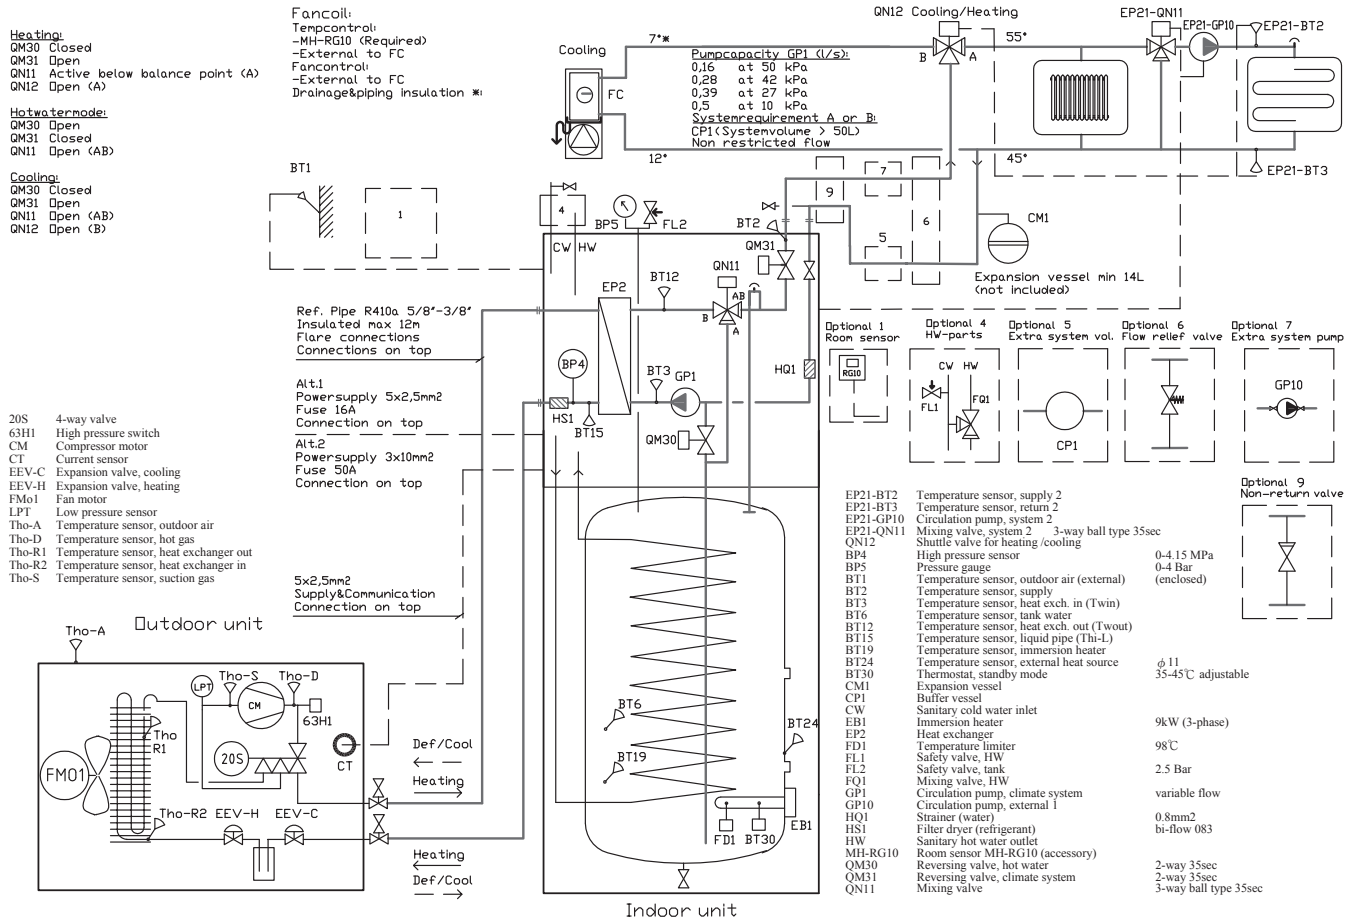 Heating:
QM30 Closed
QM31 Open
QN11 Active below balance point (A)
QN12 Open (A)
Hotwatermode:
QM30 Open
QM31 Closed
QN11 Open (AB)
Cooling:
QM30 Closed
QM31 Open
QN11 Open (AB)
QN12 Open (B)
Fancoil:
Tempcontrol:
-MH-RG10 (Required)
-External to FC
Fancontrol:
-External to FC
Drainage&piping insulation ※:
Cooling
FC
7°※
12°
Pumpcapacity GP1 (l/s):
0,16 at 50 kPa
0,28 at 42 kPa
0,39 at 27 kPa
0,5 at 10 kPa
Systemrequirement A or B:
CP1(Systemvolume > 50L)
Non restricted flow
QN12 Cooling/Heating
B
A
55°
45°
EP21-QN11
EP21-GP10
EP21-BT2
EP21-BT3
BT1
1
4
BP5
FL2
BT2
9
7
6
5
CM1
Expansion vessel min 14L
(not included)
CW HW
QM31
BT12
QN11
AB
B
A
EP2
BP4
BT3
GP1
HQ1
HS1
BT15
QM30
Ref. Pipe R410a 5/8"-3/8"
Insulated max 12m
Flare connections
Connections on top
Alt.1
Powersupply 5x2,5mm2
Fuse 16A
Connection on top
Alt.2
Powersupply 3x10mm2
Fuse 50A
Connection on top
5x2,5mm2
Supply&Communication
Connection on top
Optional 1
Room sensor
RG10
Optional 4
HW-parts
CW HW
FL1
FQ1
Optional 5
Extra system vol.
CP1
Optional 6
Flow relief valve
Optional 7
Extra system pump
GP10
Optional 9
Non-return valve
20S 4-way valve
63H1 High pressure switch
CM Compressor motor
CT Current sensor
EEV-C Expansion valve, cooling
EEV-H Expansion valve, heating
FMo1 Fan motor
LPT Low pressure sensor
Tho-A Temperature sensor, outdoor air
Tho-D Temperature sensor, hot gas
Tho-R1 Temperature sensor, heat exchanger out
Tho-R2 Temperature sensor, heat exchanger in
Tho-S Temperature sensor, suction gas
Outdoor unit
Tho-A
LPT
Tho-S
Tho-D
CM
63H1
Tho
R1
20S
CT
FM01
Tho-R2
EEV-H
EEV-C
Def/Cool
Heating
Heating
Def/Cool
BT6
BT19
BT24
FD1
BT30
EB1
Indoor unit
EP21-BT2 Temperature sensor, supply 2
EP21-BT3 Temperature sensor, return 2
EP21-GP10 Circulation pump, system 2
EP21-QN11 Mixing valve, system 2 3-way ball type 35sec
QN12 Shuttle valve for heating /cooling
BP4 High pressure sensor 0-4.15 MPa
BP5 Pressure gauge 0-4 Bar
BT1 Temperature sensor, outdoor air (external) (enclosed)
BT2 Temperature sensor, supply
BT3 Temperature sensor, heat exch. in (Twin)
BT6 Temperature sensor, tank water
BT12 Temperature sensor, heat exch. out (Twout)
BT15 Temperature sensor, liquid pipe (Thi-L)
BT19 Temperature sensor, immersion heater
BT24 Temperature sensor, external heat source ϕ 11
BT30 Thermostat, standby mode 35-45℃ adjustable
CM1 Expansion vessel
CP1 Buffer vessel
CW Sanitary cold water inlet
EB1 Immersion heater 9kW (3-phase)
EP2 Heat exchanger
FD1 Temperature limiter 98℃
FL1 Safety valve, HW
FL2 Safety valve, tank 2.5 Bar
FQ1 Mixing valve, HW
GP1 Circulation pump, climate system variable flow
GP10 Circulation pump, external 1
HQ1 Strainer (water) 0.8mm2
HS1 Filter dryer (refrigerant) bi-flow 083
HW Sanitary hot water outlet
MH-RG10 Room sensor MH-RG10 (accessory)
QM30 Reversing valve, hot water 2-way 35sec
QM31 Reversing valve, climate system 2-way 35sec
QN11 Mixing valve 3-way ball type 35sec